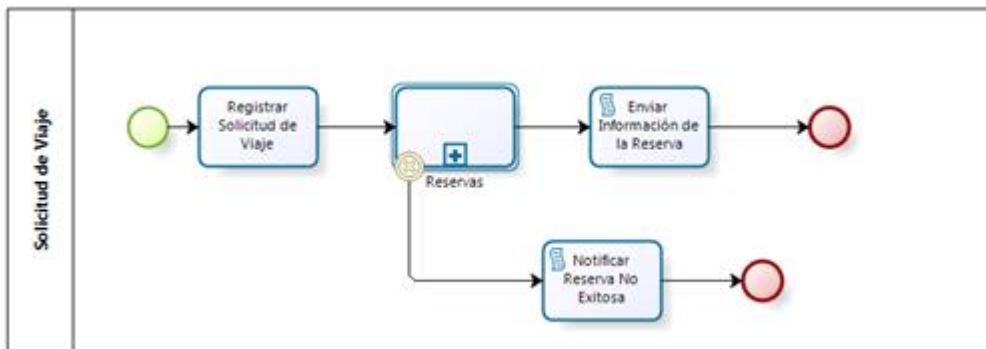 Solicitud de Viaje
Registrar
Solicitud de
Viaje
Reservas
Enviar
Información de
la Reserva
Notificar
Reserva No
Exitosa